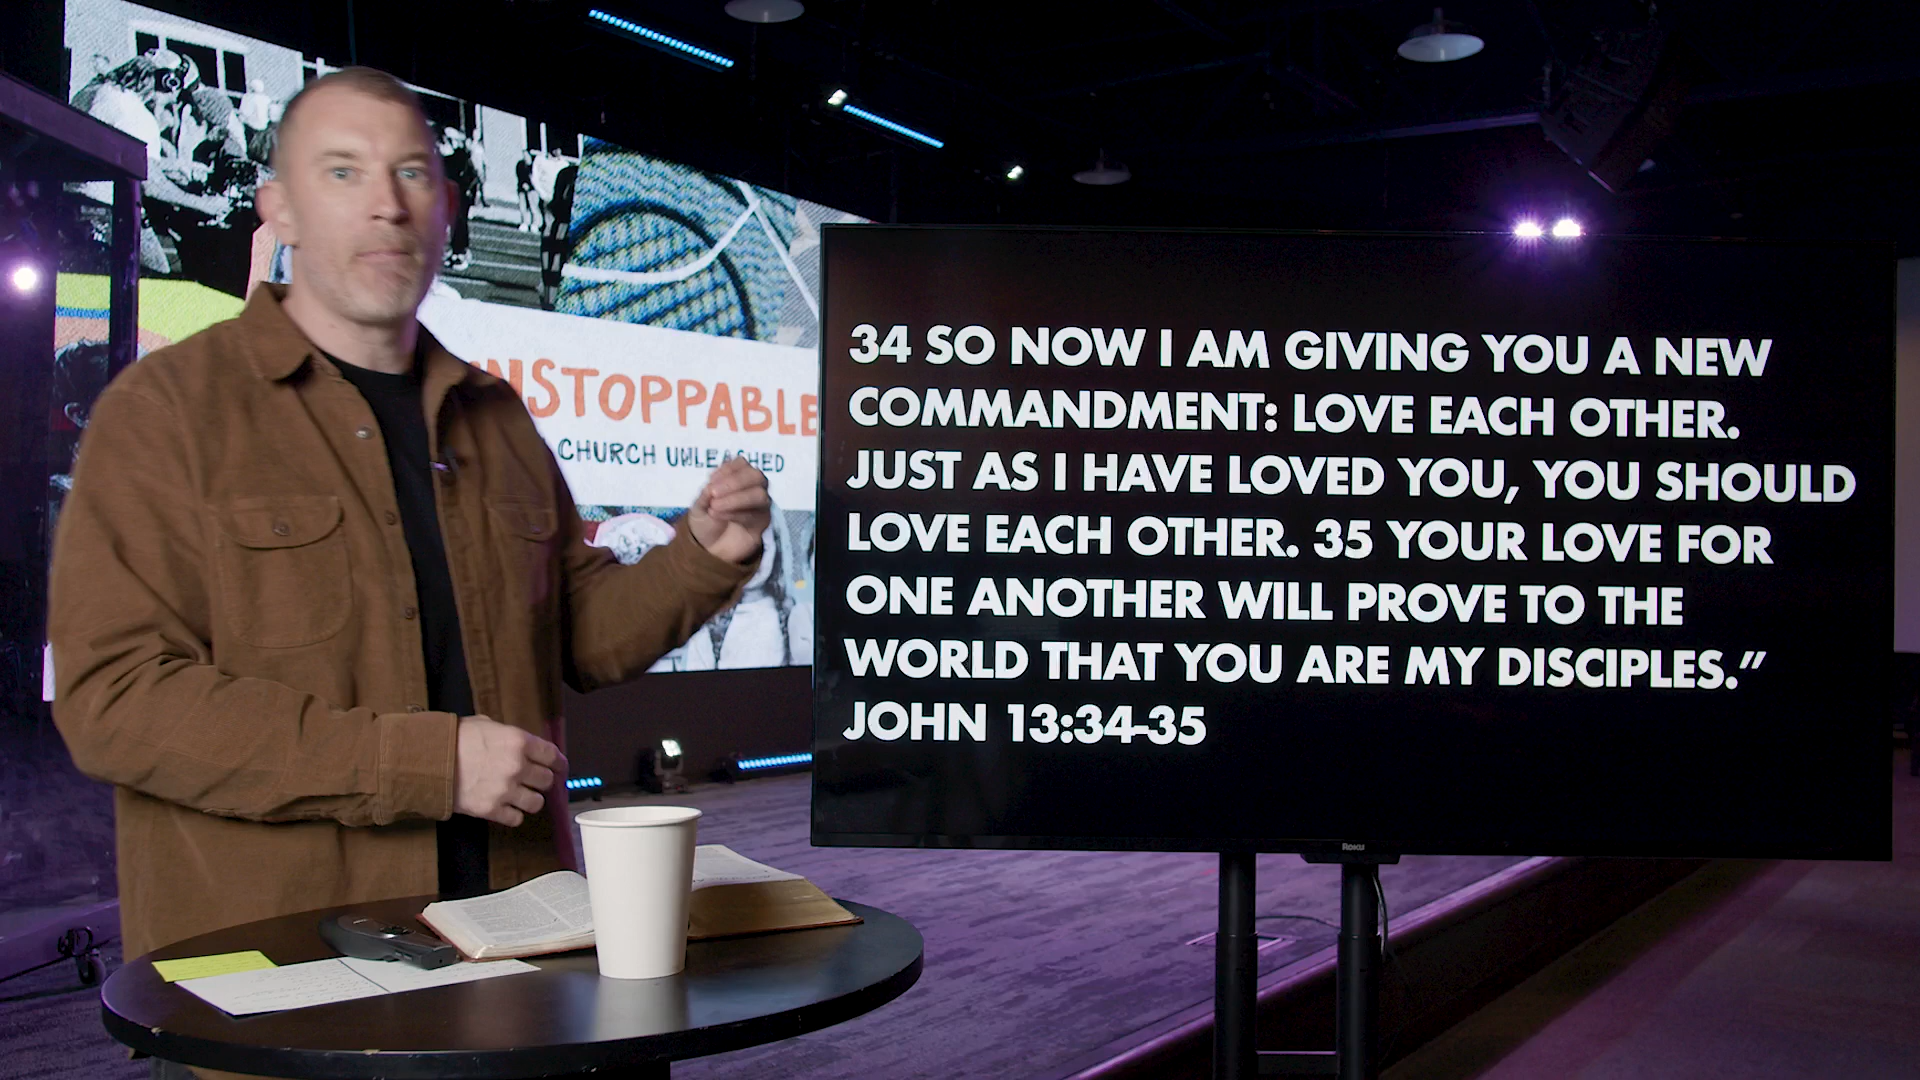 UNSTOPPABLE
CHURCH UNLEASHED
34 SO NOW I AM GIVING YOU A NEW
COMMANDMENT: LOVE EACH OTHER.
JUST AS I HAVE LOVED YOU, YOU SHOULD
LOVE EACH OTHER. 35 YOUR LOVE FOR
ONE ANOTHER WILL PROVE TO THE
WORLD THAT YOU ARE MY DISCIPLES.”
JOHN 13:34-35
Roku